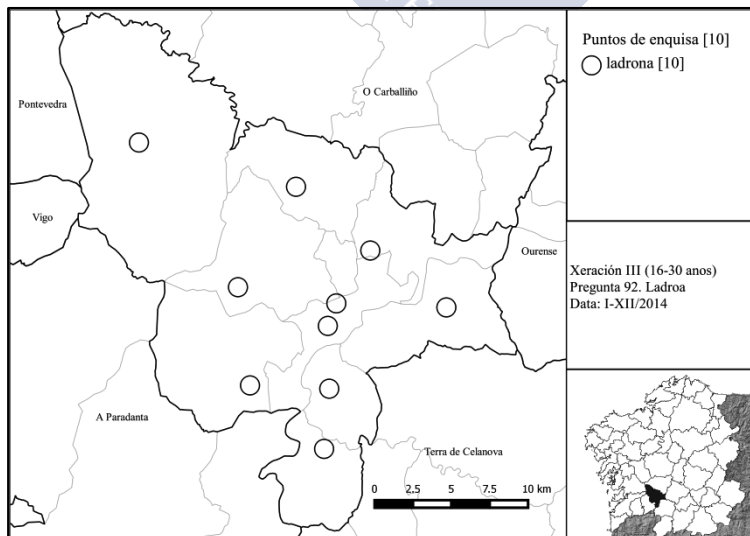 Pontevedra
O Carballiño
Vigo
Ourense
A Paradanta
Terra de Celanova
0 2,5 5 7,5 10 km
Puntos de enquisa [10]
ladrona [10]
Xeración III (16-30 anos)
Pregunta 92. Ladroa
Data: I-XII/2014